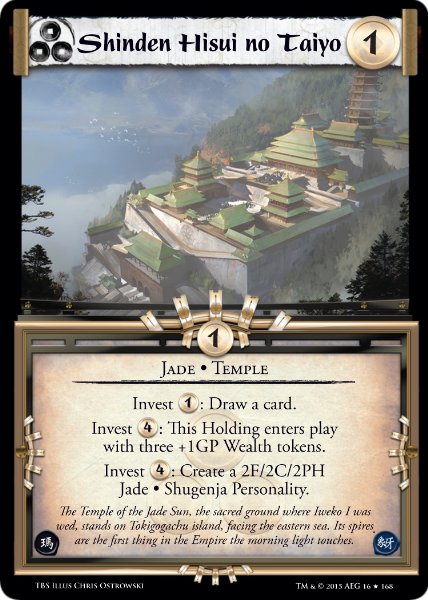 Shinden Hisui no Taiyo 1
1
Jade • Temple
Invest 1: Draw a card.
Invest 4: This Holding enters play
with three +1GP Wealth tokens.
Invest 4: Create a 2F/2C/2PH
Jade • Shugenja Personality.
The Temple of the Jade Sun, the sacred ground where Iweko I was
wed, stands on Tokigogachu island, facing the eastern sea. Its spires
are the first thing in the Empire the morning light touches.
TBS Illus Chris Ostrowski
TM & © 2015 AEG 16 ★ 168